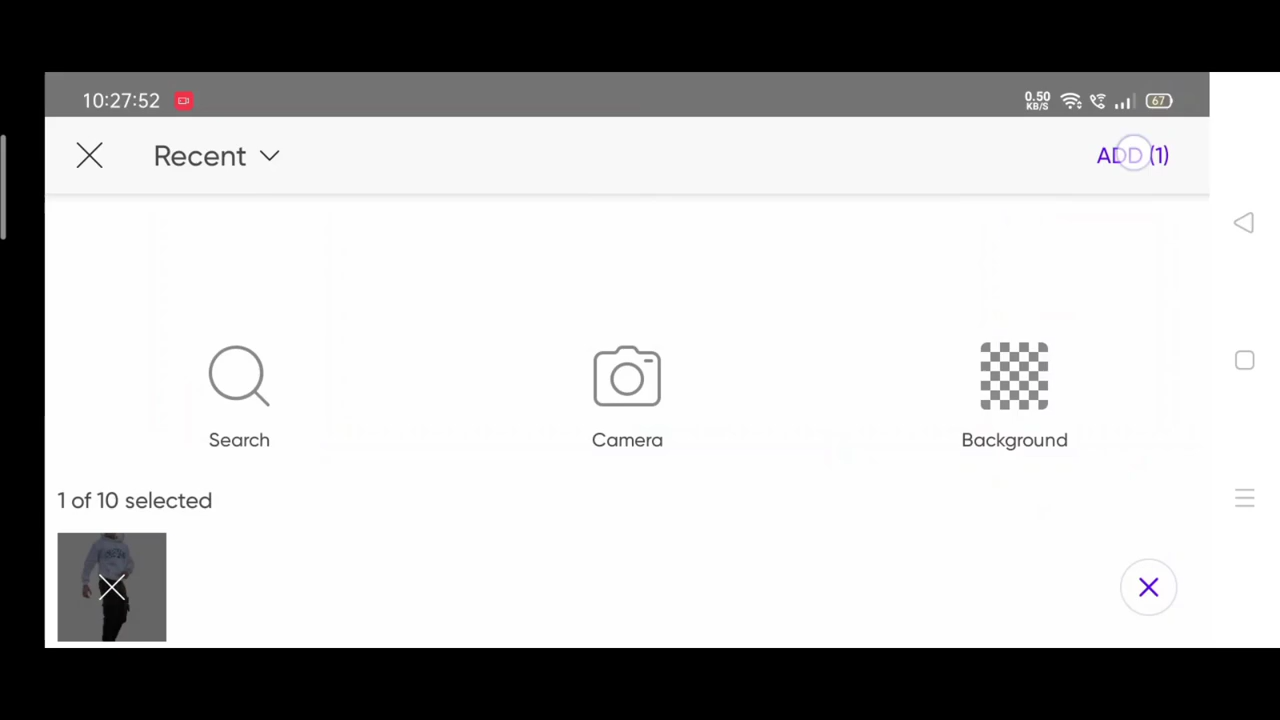 10:27:52
0.50
KB/S
67
Recent
ADD (1)
Search
Camera
Background
1 of 10 selected